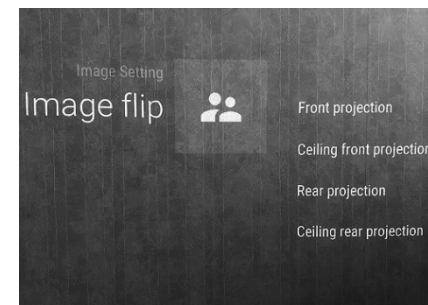 Image Setting
Image flip
Front projection
Ceiling front projection
Rear projection
Ceiling rear projection